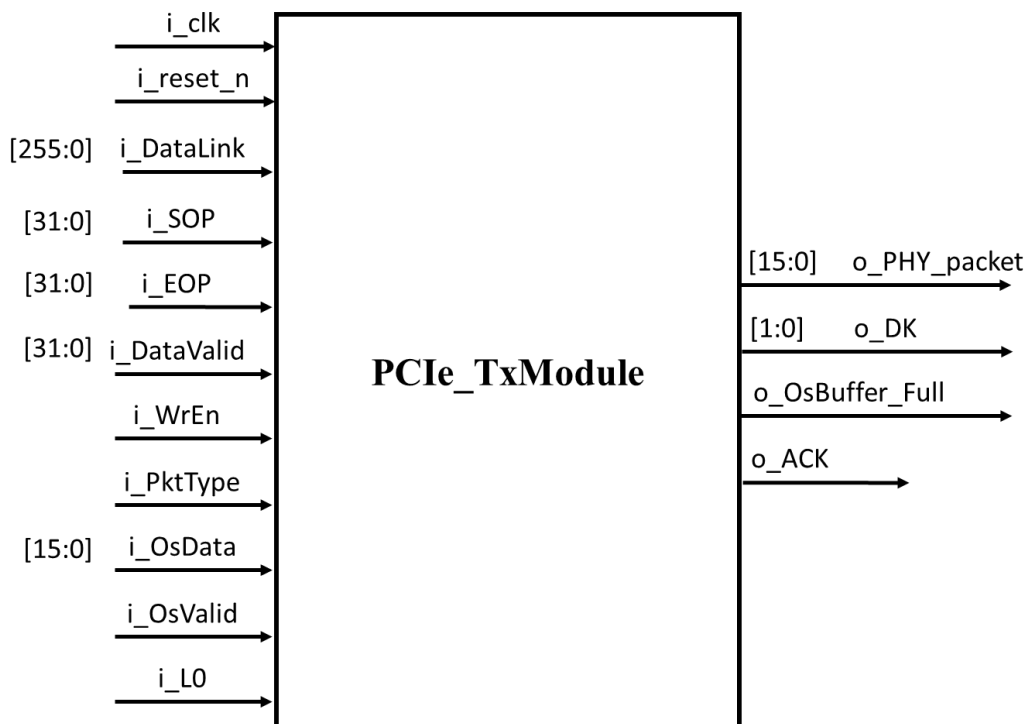 i_clk
i_reset_n
[255:0] i_DataLink
[31:0] i_SOP
[31:0] i_EOP
[31:0] i_DataValid
i_WrEn
i_PktType
[15:0] i_OsData
i_OsValid
i_L0
PCIe_TxModule
[15:0] o_PHY_packet
[1:0] o_DK
o_OsBuffer_Full
o_ACK